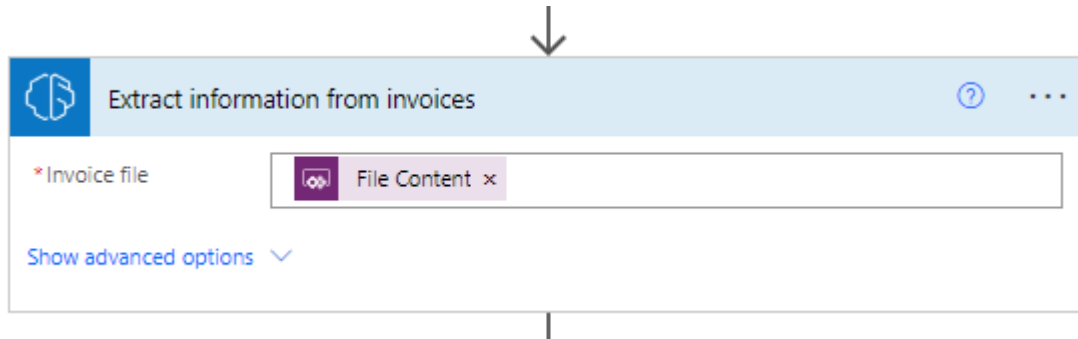 Extract information from invoices
*Invoice file
File Content ×
Show advanced options